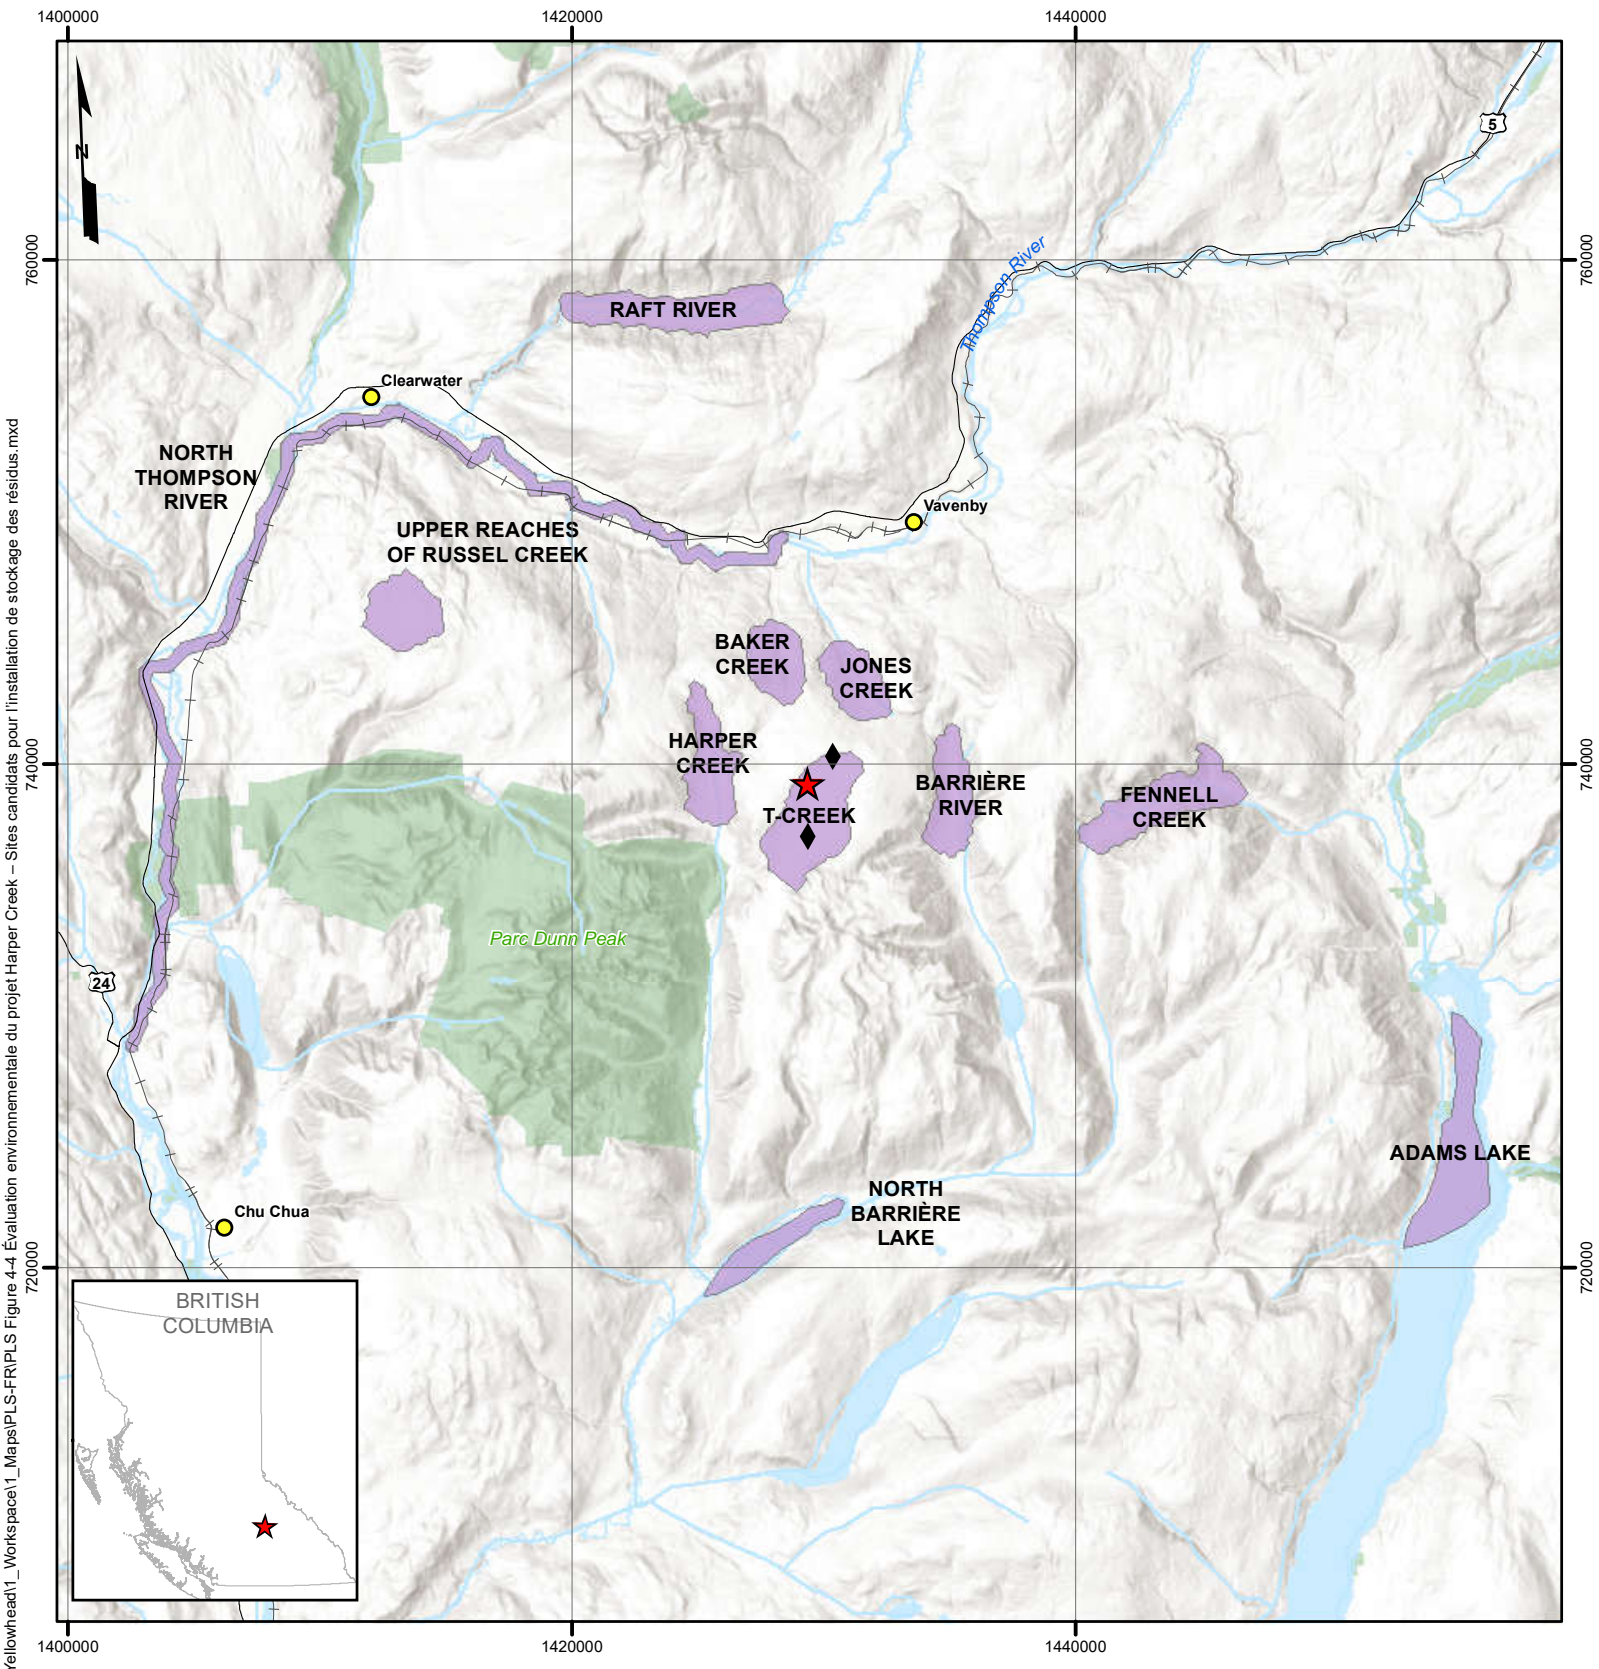 1400000
1420000
1440000
N
5
760000
760000
Thompson River
RAFT RIVER
Clearwater
NORTH
THOMPSON
RIVER
Vavenby
UPPER REACHES
OF RUSSEL CREEK
BAKER
CREEK
JONES
CREEK
HARPER
CREEK
740000
740000
BARRIÈRE
RIVER
FENNELL
CREEK
T-CREEK
Parc Dunn Peak
24
ADAMS LAKE
NORTH
BARRIÈRE
LAKE
Chu Chua
720000
720000
BRITISH
COLUMBIA
1400000
1420000
1440000
Yellowhead\1_Workspace\1_Maps\PLS-FR\PLS Figure 4-4 Évaluation environnementale du projet Harper Creek – Sites candidats pour l'installation de stockage des résidus.mxd